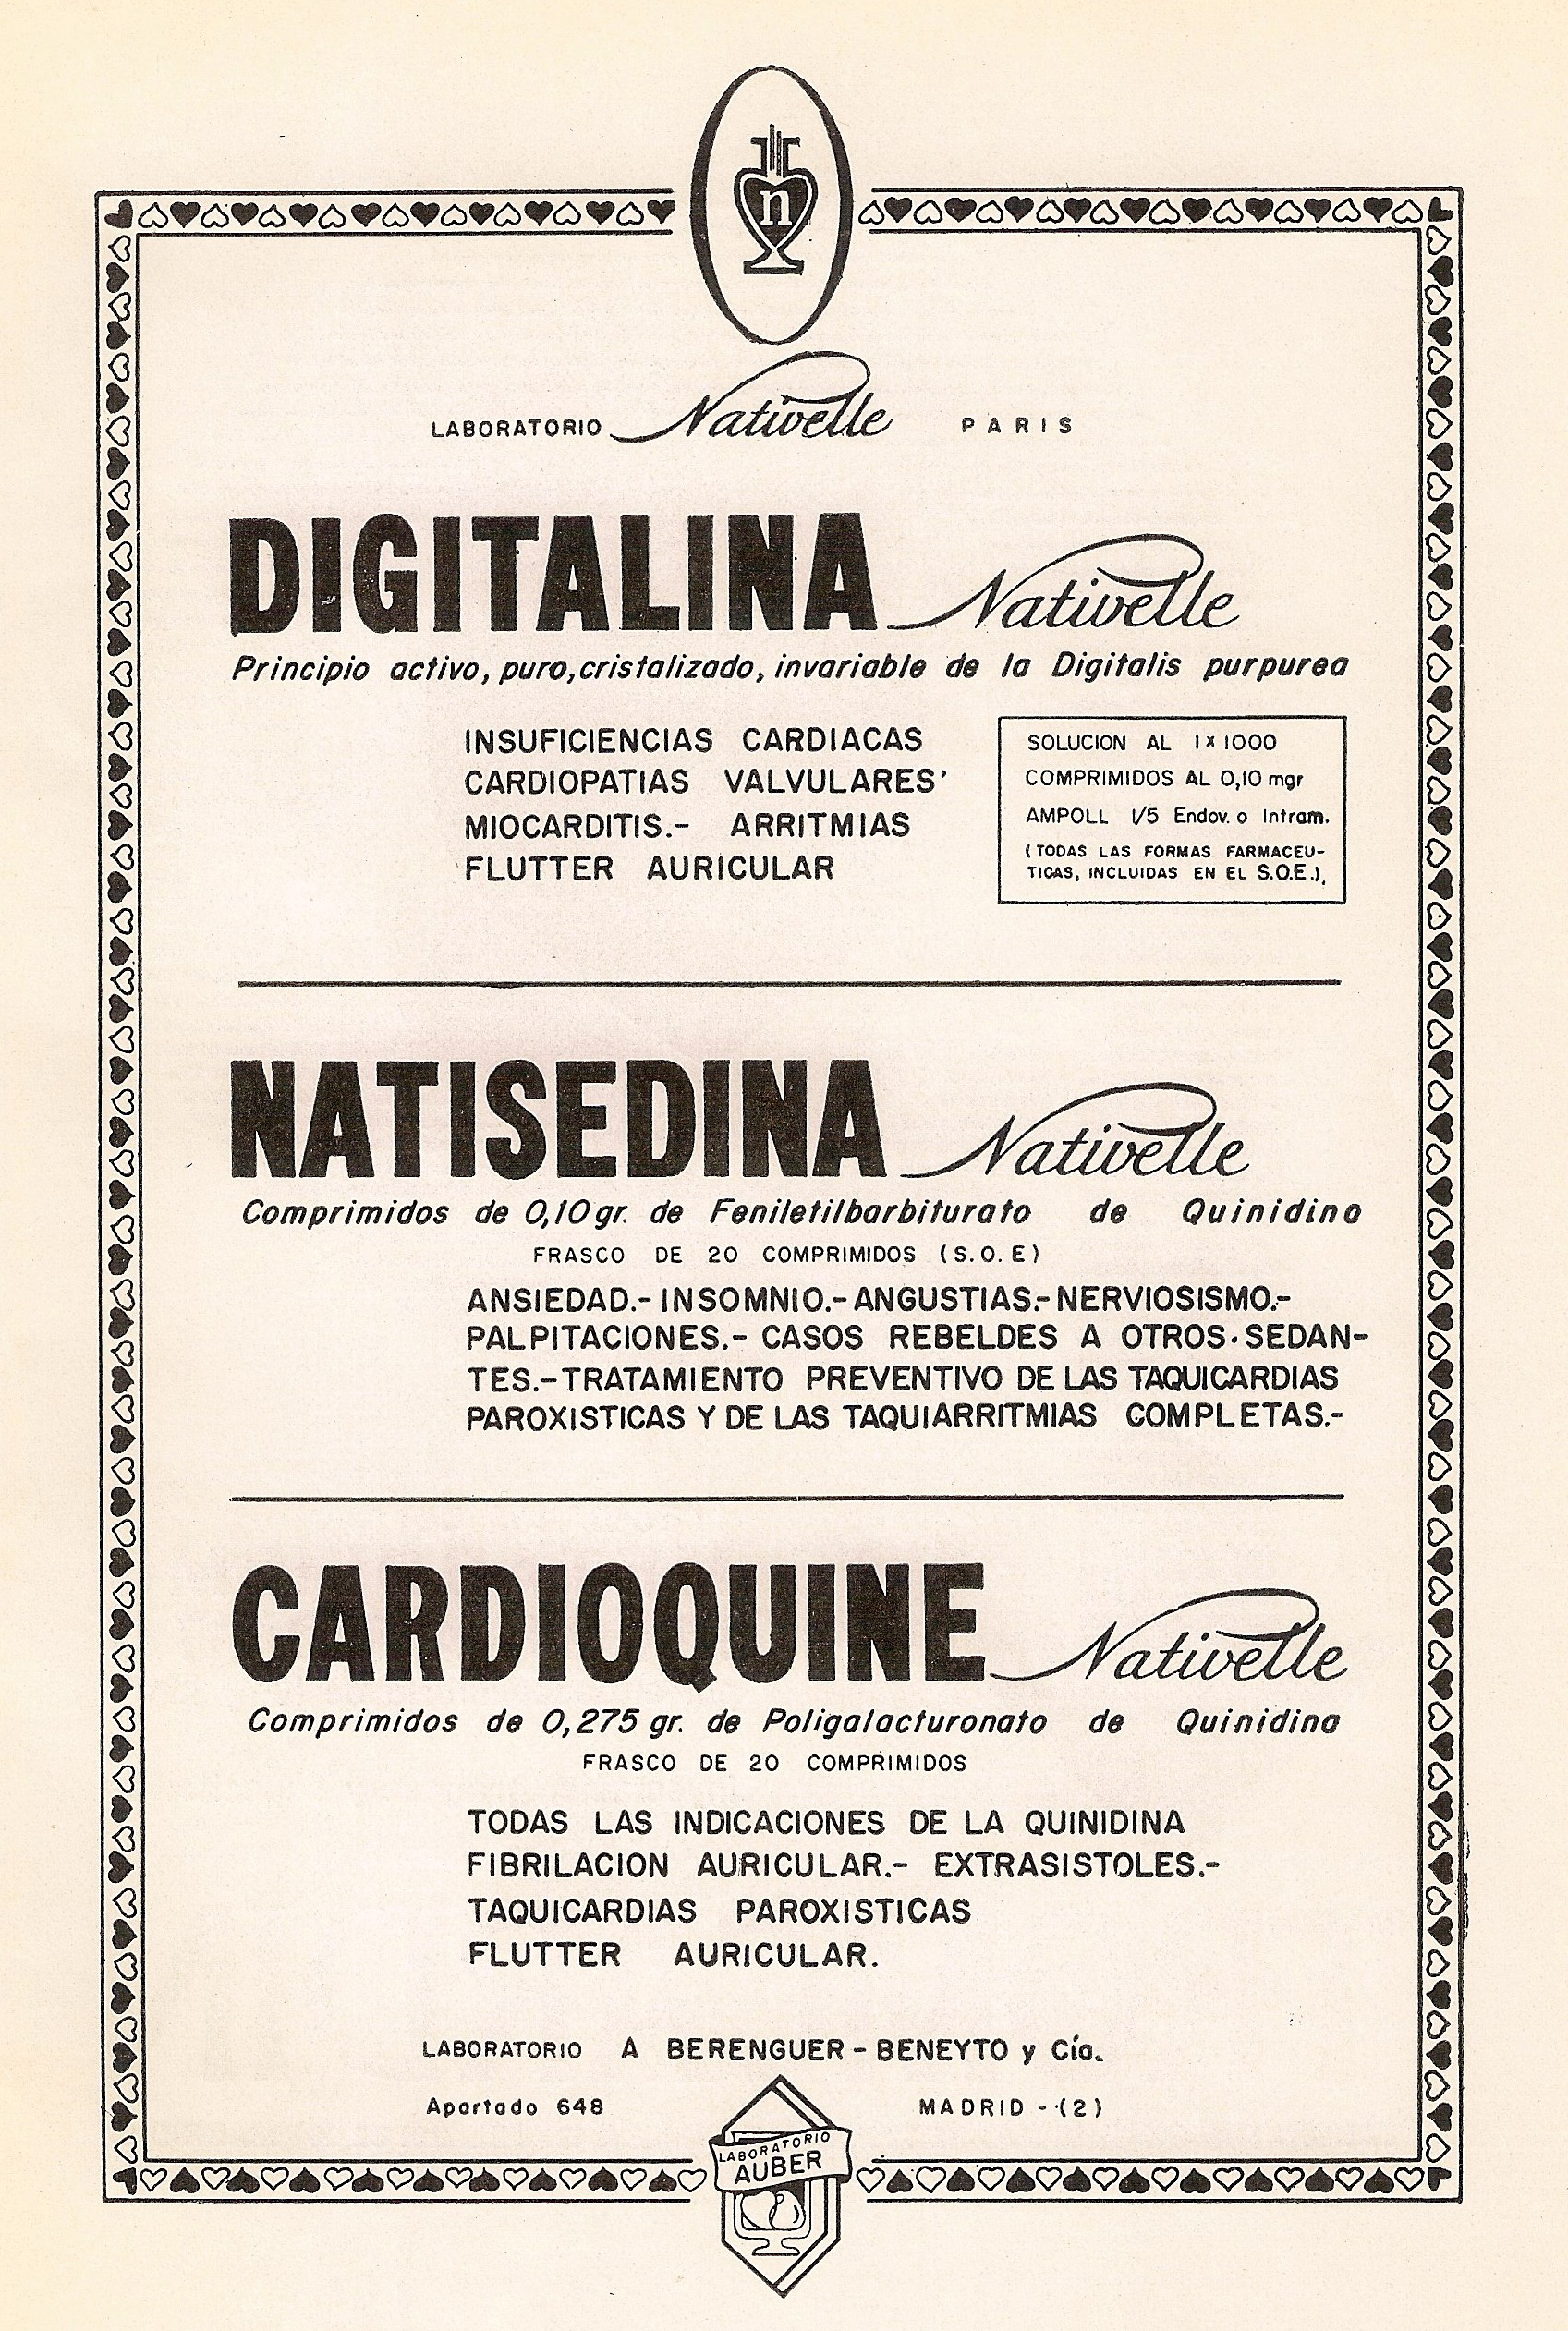 n
LABORATORIO Nativelle PARIS
DIGITALINA Nativelle
Principio activo, puro, cristalizado, invariable de la Digitalis purpurea
INSUFICIENCIAS CARDIACAS
CARDIOPATIAS VALVULARES'
MIOCARDITIS.- ARRITMIAS
FLUTTER AURICULAR
SOLUCION AL 1x1000
COMPRIMIDOS AL 0,10 mgr
AMPOLL 1/5 Endov. o Intram.
(TODAS LAS FORMAS FARMACEU-
TICAS, INCLUIDAS EN EL S.O.E.),
NATISEDINA Nativelle
Comprimidos de 0,10 gr. de Feniletilbarbiturato de Quinidina
FRASCO DE 20 COMPRIMIDOS (S.O.E)
ANSIEDAD.- INSOMNIO.- ANGUSTIAS.- NERVIOSISMO.-
PALPITACIONES.- CASOS REBELDES A OTROS·SEDAN-
TES.- TRATAMIENTO PREVENTIVO DE LAS TAQUICARDIAS
PAROXISTICAS Y DE LAS TAQUIARRITMIAS COMPLETAS.-
CARDIOQUINE Nativelle
Comprimidos de 0,275 gr. de Poligalacturonato de Quinidina
FRASCO DE 20 COMPRIMIDOS
TODAS LAS INDICACIONES DE LA QUINIDINA
FIBRILACION AURICULAR.- EXTRASISTOLES.-
TAQUICARDIAS PAROXISTICAS
FLUTTER AURICULAR.
LABORATORIO A BERENGUER - BENEYTO y Cía.
Apartado 648 MADRID - (2)
LABORATORIO
AUBER